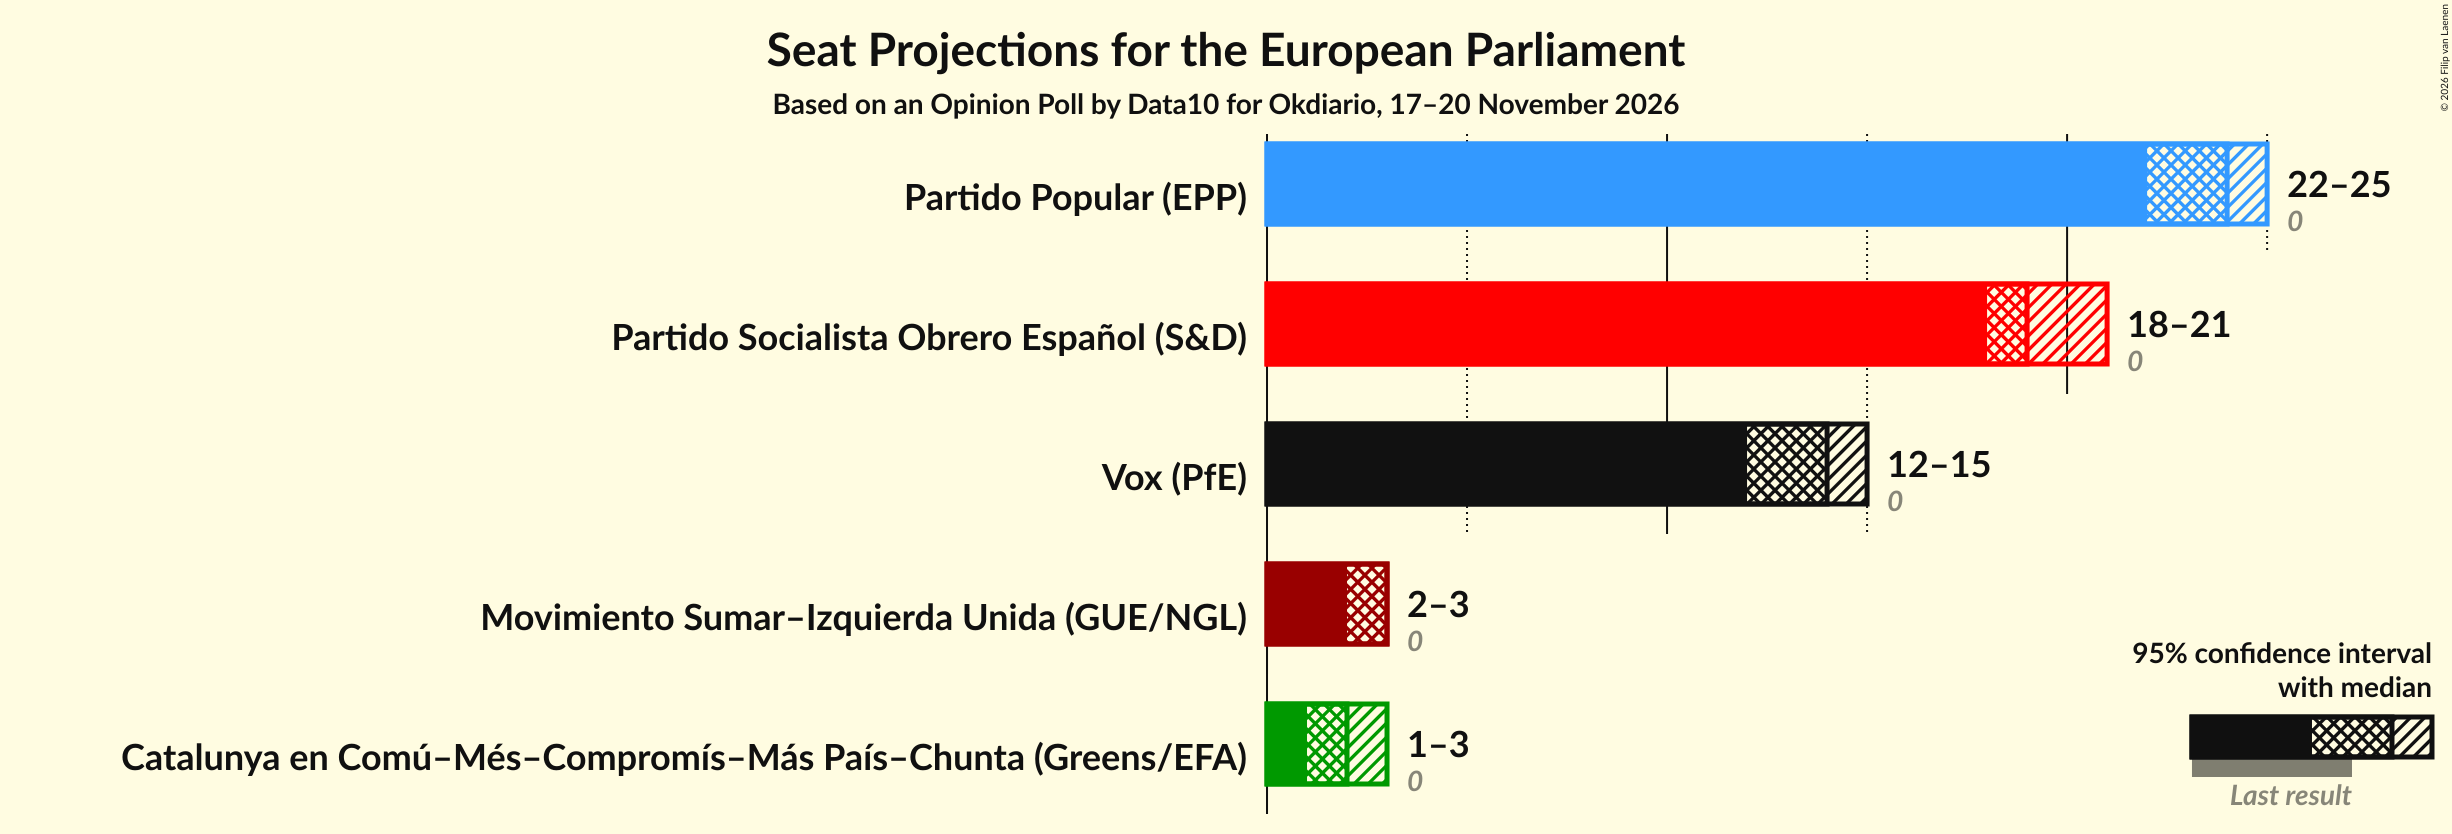 Seat Projections for the European Parliament
Based on an Opinion Poll by Data10 for Okdiario, 17–20 November 2026
© 2026 Filip van Laenen
Partido Popular (EPP)
22–25
0
Partido Socialista Obrero Español (S&D)
18–21
0
Vox (PfE)
12–15
0
Movimiento Sumar–Izquierda Unida (GUE/NGL)
2–3
0
Catalunya en Comú–Més–Compromís–Más País–Chunta (Greens/EFA)
1–3
0
95% confidence interval
with median
Last result